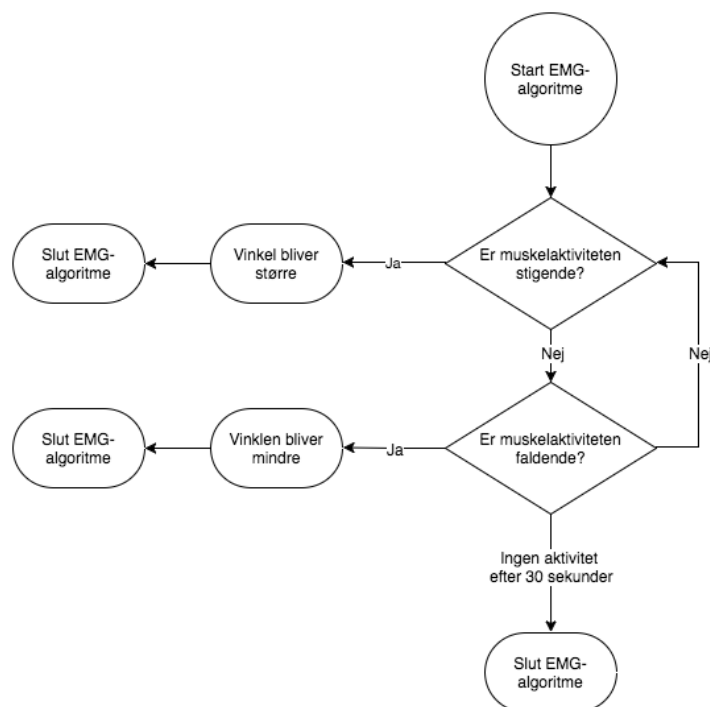 Start EMG-
algoritme
Er muskelaktiviteten
stigende?
Ja
Vinkel bliver
større
Slut EMG-
algoritme
Nej
Nej
Er muskelaktiviteten
faldende?
Ja
Vinklen bliver
mindre
Slut EMG-
algoritme
Ingen aktivitet
efter 30 sekunder
Slut EMG-
algoritme